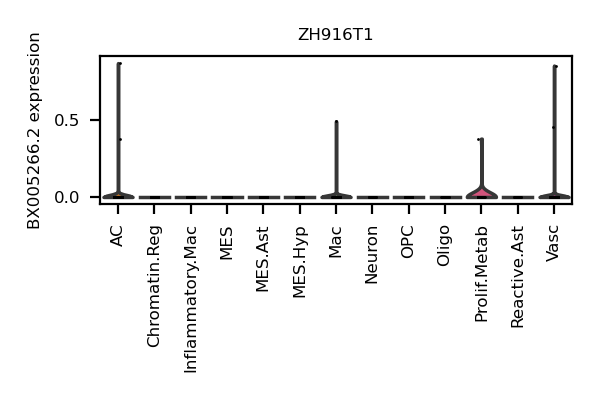 ZH916T1
BX005266.2 expression
0.5
0.0
AC
Chromatin.Reg
Inflammatory.Mac
MES
MES.Ast
MES.Hyp
Mac
Neuron
OPC
Oligo
Prolif.Metab
Reactive.Ast
Vasc